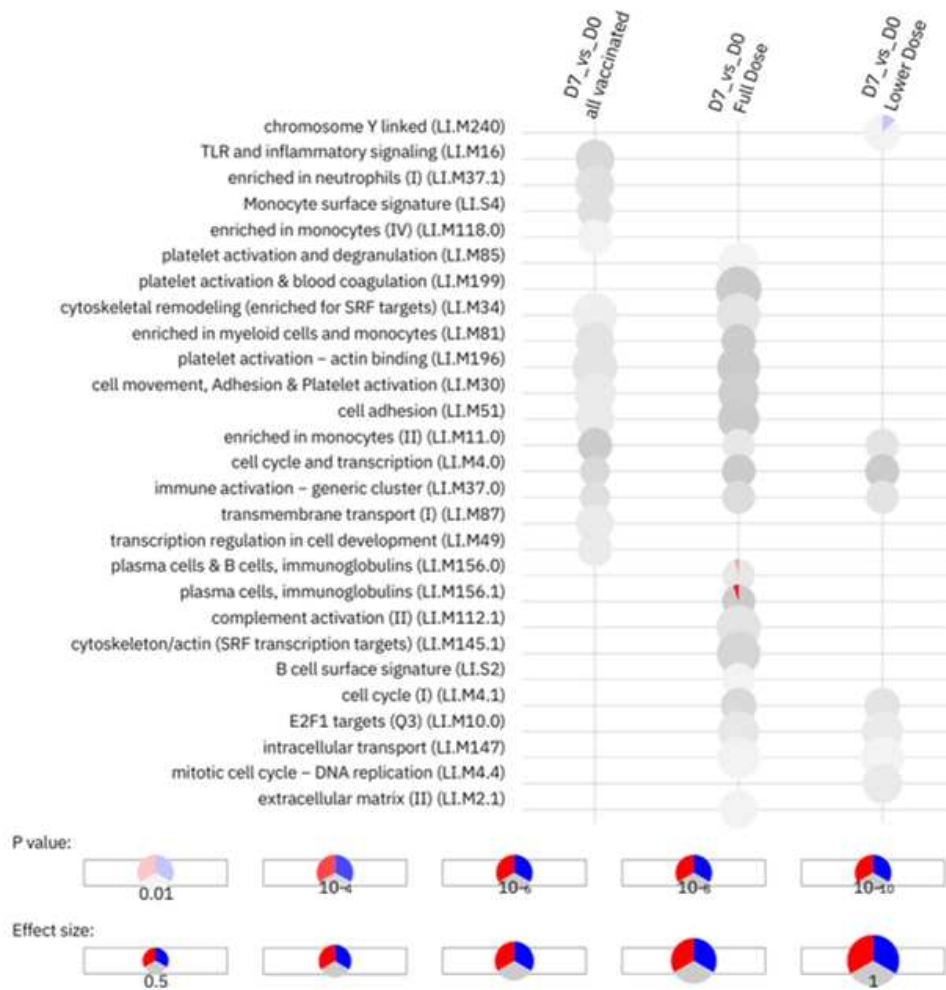 D7_vs_D0
all vaccinated
D7_vs_D0
Full Dose
D7_vs_D0
Lower Dose
chromosome Y linked (LI.M240)
TLR and inflammatory signaling (LI.M16)
enriched in neutrophils (I) (LI.M37.1)
Monocyte surface signature (LI.S4)
enriched in monocytes (IV) (LI.M118.0)
platelet activation and degranulation (LI.M85)
platelet activation & blood coagulation (LI.M199)
cytoskeletal remodeling (enriched for SRF targets) (LI.M34)
enriched in myeloid cells and monocytes (LI.M81)
platelet activation – actin binding (LI.M196)
cell movement, Adhesion & Platelet activation (LI.M30)
cell adhesion (LI.M51)
enriched in monocytes (II) (LI.M11.0)
cell cycle and transcription (LI.M4.0)
immune activation – generic cluster (LI.M37.0)
transmembrane transport (I) (LI.M87)
transcription regulation in cell development (LI.M49)
plasma cells & B cells, immunoglobulins (LI.M156.0)
plasma cells, immunoglobulins (LI.M156.1)
complement activation (II) (LI.M112.1)
cytoskeleton/actin (SRF transcription targets) (LI.M145.1)
B cell surface signature (LI.S2)
cell cycle (I) (LI.M4.1)
E2F1 targets (Q3) (LI.M10.0)
intracellular transport (LI.M147)
mitotic cell cycle – DNA replication (LI.M4.4)
extracellular matrix (II) (LI.M2.1)
P value:
0.01 10-4 10-6 10-8 10-10
Effect size:
0.5 1